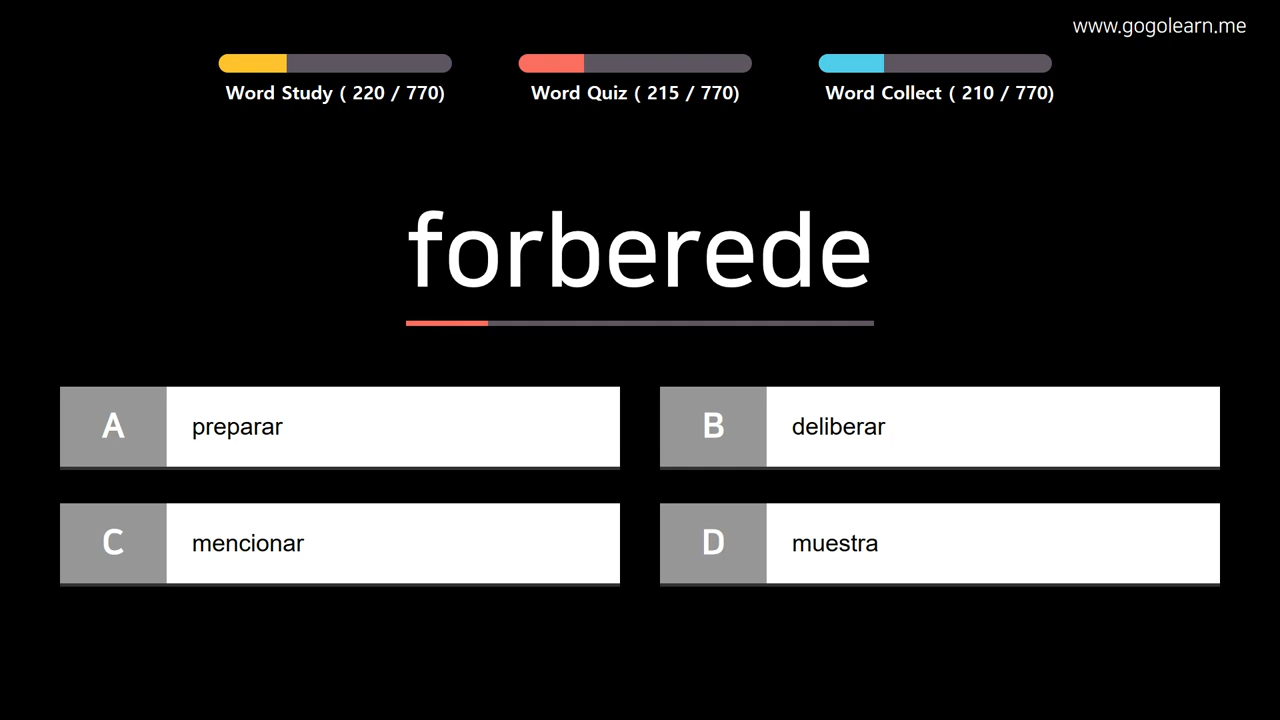 www.gogolearn.me
Word Study ( 220 / 770)
Word Quiz ( 215 / 770)
Word Collect ( 210 / 770)
forberede
A preparar
B deliberar
C mencionar
D muestra